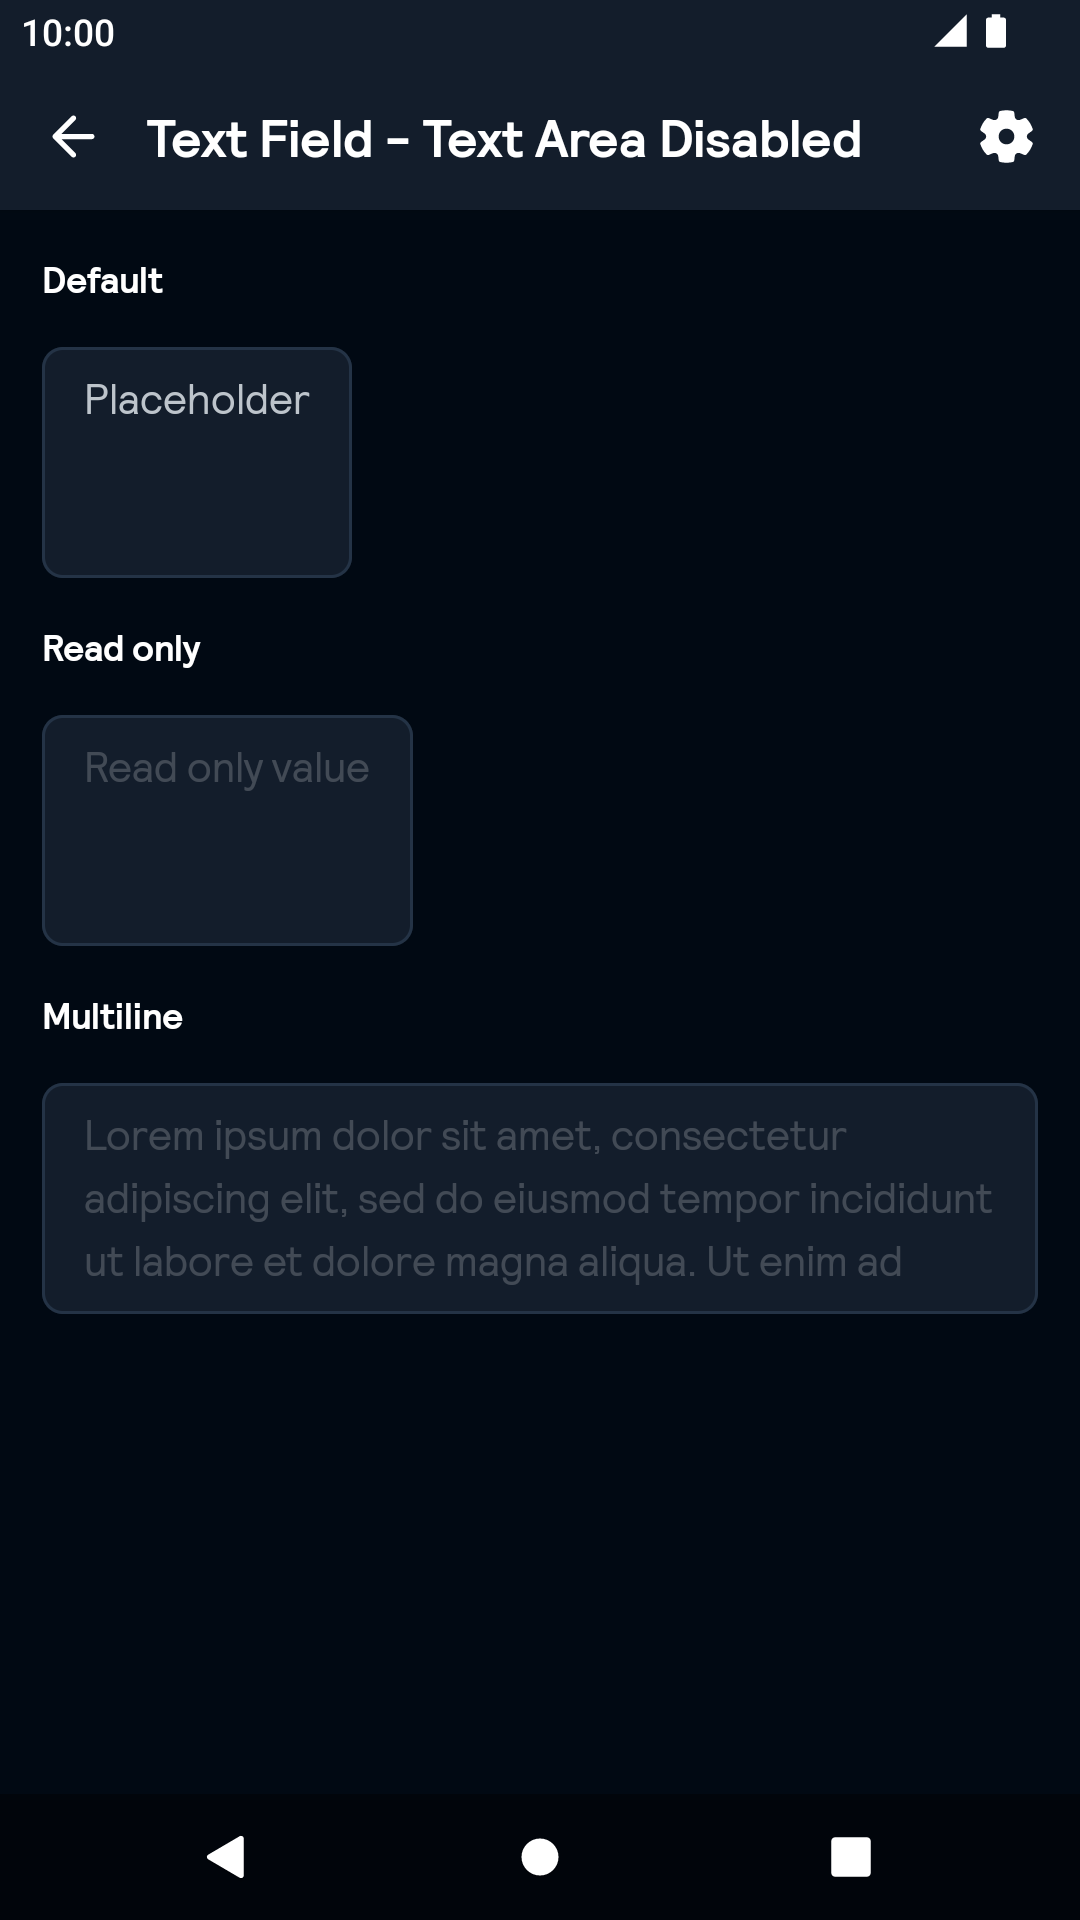 10:00
Text Field - Text Area Disabled
Default
Placeholder
Read only
Read only value
Multiline
Lorem ipsum dolor sit amet, consectetur
adipiscing elit, sed do eiusmod tempor incididunt
ut labore et dolore magna aliqua. Ut enim ad